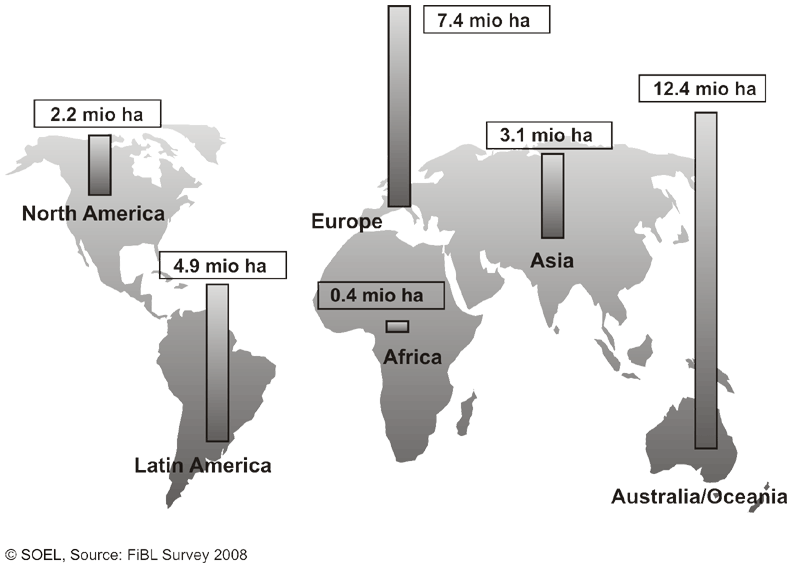 7.4 mio ha
12.4 mio ha
2.2 mio ha
3.1 mio ha
North America
Europe
Asia
4.9 mio ha
0.4 mio ha
Africa
Latin America
Australia/Oceania
© SOEL, Source: FiBL Survey 2008